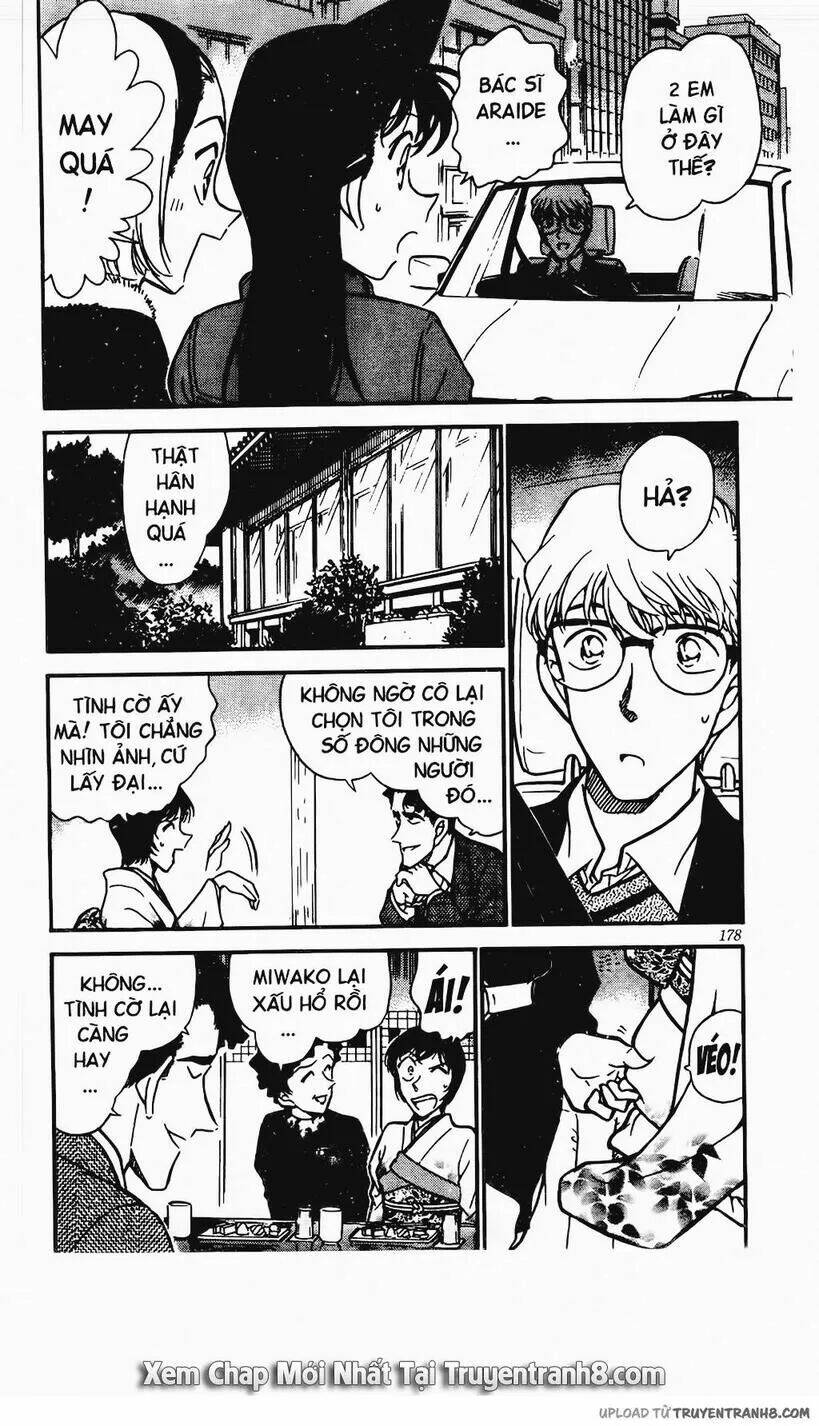 2 EM
LÀM GÌ
Ở ĐÂY
THẾ?
BÁC SĨ
ARAIDE
...
MAY
QUÁ
!
HẢ?
THẬT
HÂN
HẠNH
QUÁ
...
KHÔNG NGỜ CÔ LẠI
CHỌN TÔI TRONG
SỐ ĐÔNG NHỮNG
NGƯỜI
ĐÓ...
TÌNH CỜ ẤY
MÀ! TÔI CHẲNG
NHÌN ẢNH, CỨ
LẤY ĐẠI...
178
VÉO!
ÁI!
MIWAKO LẠI
XẤU HỔ RỒI
...
KHÔNG...
TÌNH CỜ LẠI
CÀNG
HAY
...
Xem Chap Mới Nhất Tại Truyentranh8.com
UPLOAD TỪ TRUYENTRANH8.COM